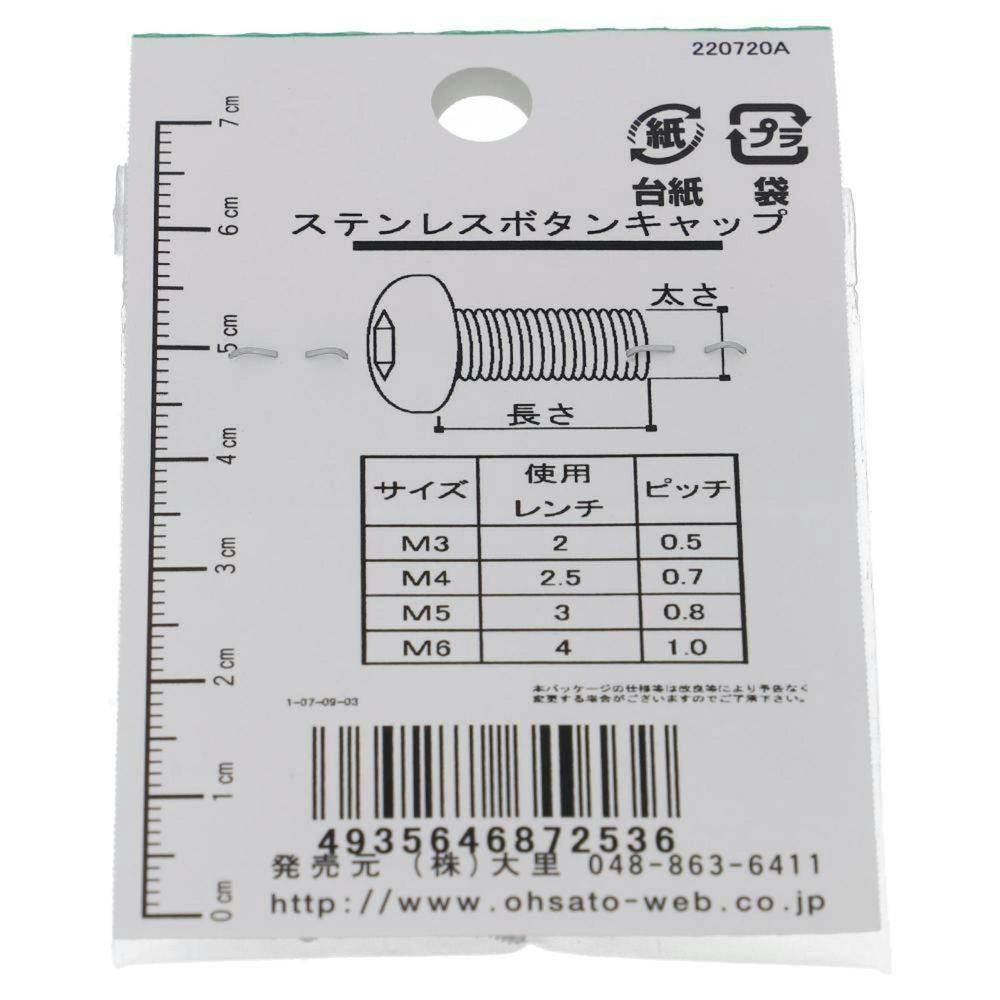 220720A
紙
プラ
台紙
袋
ステンレスボタンキャップ
太さ
長さ
サイズ 使用レンチ ピッチ
M3 2 0.5
M4 2.5 0.7
M5 3 0.8
M6 4 1.0
7cm
6cm
5cm
4cm
3cm
2cm
1cm
0cm
1-07-09-03
本パッケージの仕様等は改良等により予告なく
変更する場合がございますのでご了承下さい。
4935646872536
発売元（株）大里 048-863-6411
http://www.ohsato-web.co.jp